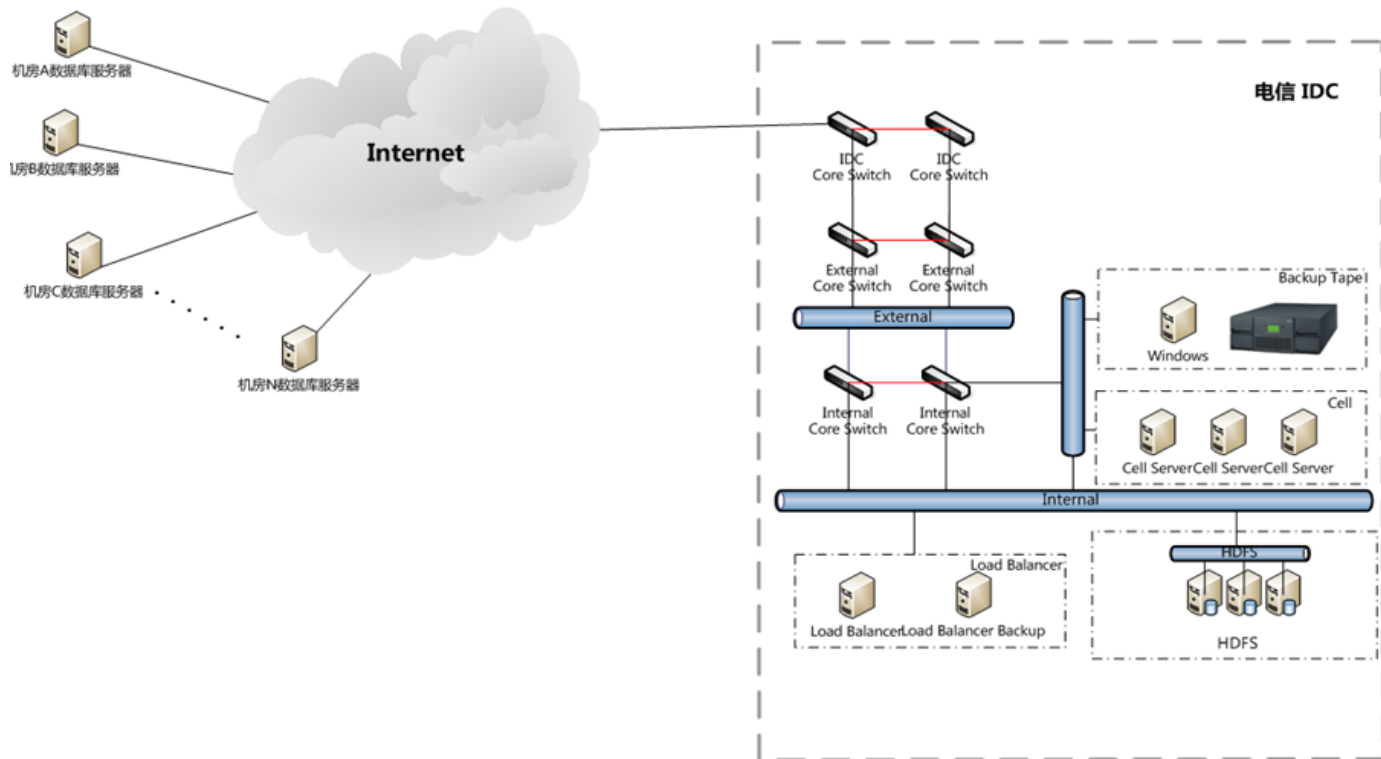 机房A数据库服务器
机房B数据库服务器
机房C数据库服务器
机房N数据库服务器
Internet
电信 IDC
IDC
Core Switch
IDC
Core Switch
External
Core Switch
External
Core Switch
External
Internal
Core Switch
Internal
Core Switch
Backup Tape
Windows
Cell
Cell Server
Cell Server
Cell Server
Internal
Load Balancer
Load Balancer
Load Balancer Backup
HDFS
HDFS